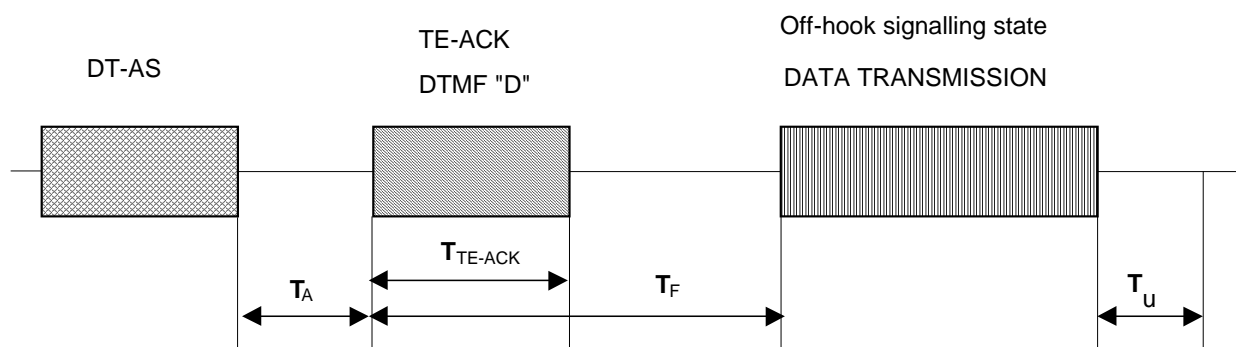 Off-hook signalling state
TE-ACK
DT-AS
DTMF "D"
DATA TRANSMISSION
TTE-ACK
TA
TF
Tu